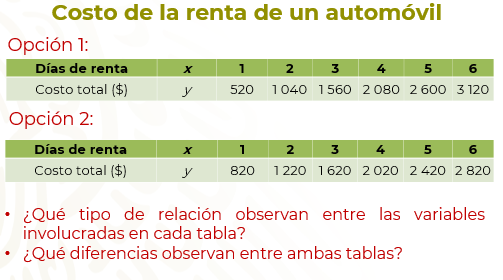 Costo de la renta de un automóvil
Opción 1:
Días de renta x 1 2 3 4 5 6
Costo total ($) y 520 1 040 1 560 2 080 2 600 3 120
Opción 2:
Días de renta x 1 2 3 4 5 6
Costo total ($) y 820 1 220 1 620 2 020 2 420 2 820
• ¿Qué tipo de relación observan entre las variables
involucradas en cada tabla?
• ¿Qué diferencias observan entre ambas tablas?